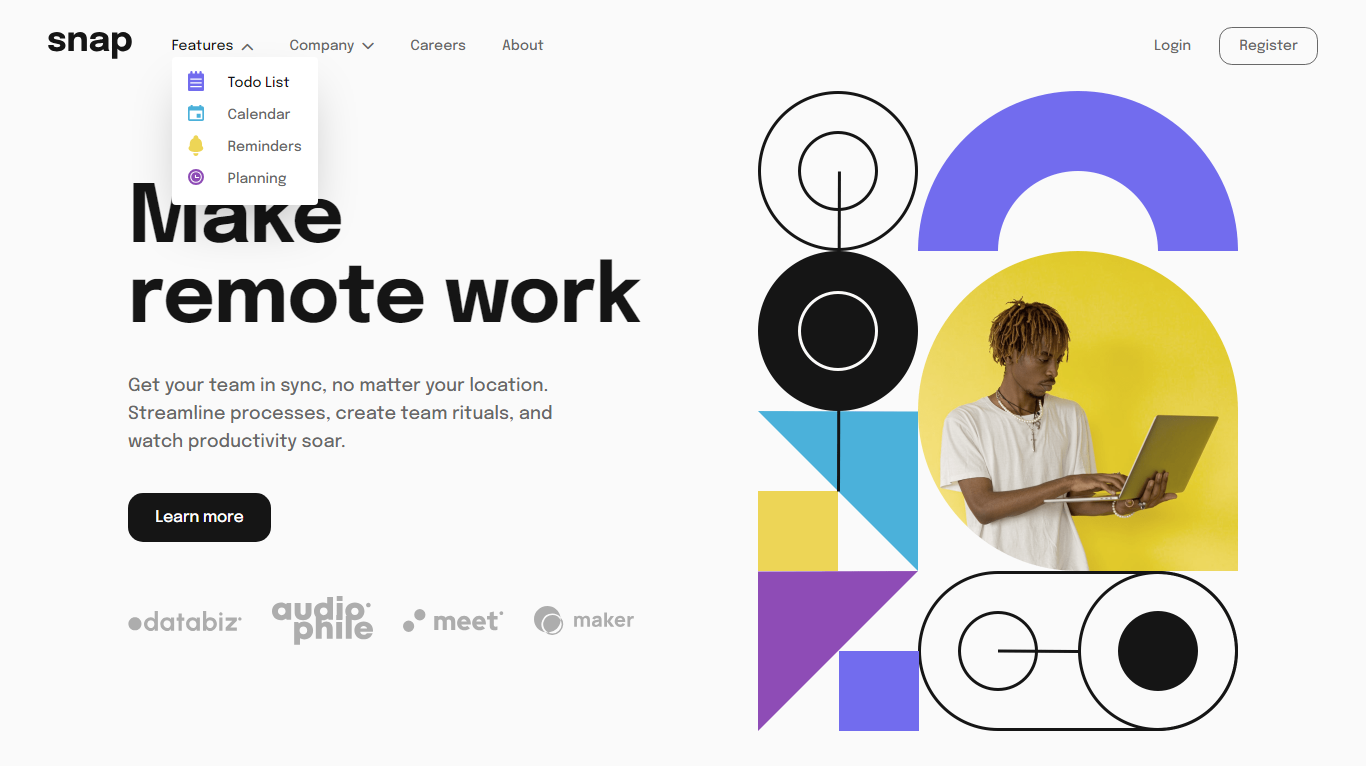 snap
Features
Company
Careers
About
Login
Register
Todo List
Calendar
Reminders
Planning
Make
remote work
Get your team in sync, no matter your location.
Streamline processes, create team rituals, and
watch productivity soar.
Learn more
databiz
audio
phile
meet
maker